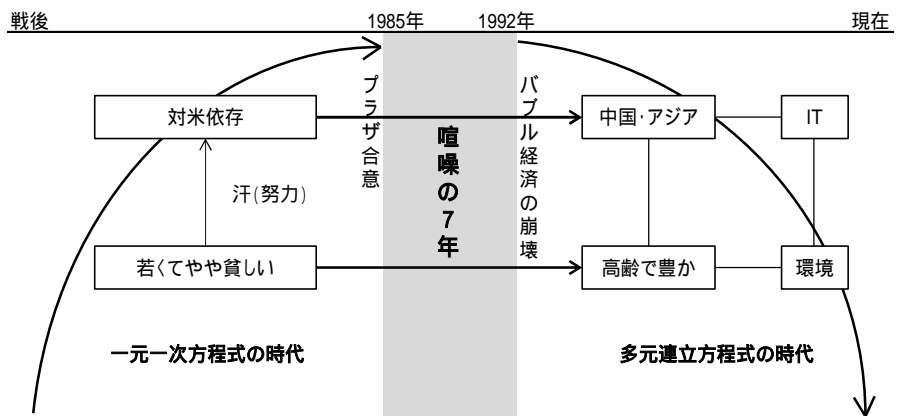 戦後
1985年
1992年
現在
プラザ合意
バブル経済の崩壊
対米依存
中国・アジア
IT
喧噪の7年
汗(努力)
若くてやや貧しい
高齢で豊か
環境
一元一次方程式の時代
多元連立方程式の時代